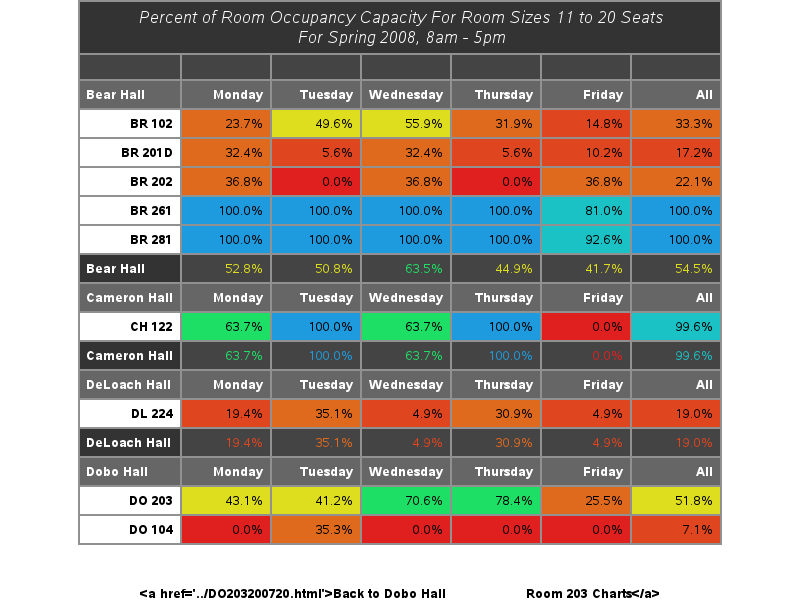 Percent of Room Occupancy Capacity For Room Sizes 11 to 20 Seats
For Spring 2008, 8am - 5pm
Bear Hall Monday Tuesday Wednesday Thursday Friday All
BR 102 23.7% 49.6% 55.9% 31.9% 14.8% 33.3%
BR 201D 32.4% 5.6% 32.4% 5.6% 10.2% 17.2%
BR 202 36.8% 0.0% 36.8% 0.0% 36.8% 22.1%
BR 261 100.0% 100.0% 100.0% 100.0% 81.0% 100.0%
BR 281 100.0% 100.0% 100.0% 100.0% 92.6% 100.0%
Bear Hall 52.8% 50.8% 63.5% 44.9% 41.7% 54.5%
Cameron Hall Monday Tuesday Wednesday Thursday Friday All
CH 122 63.7% 100.0% 63.7% 100.0% 0.0% 99.6%
Cameron Hall 63.7% 100.0% 63.7% 100.0% 0.0% 99.6%
DeLoach Hall Monday Tuesday Wednesday Thursday Friday All
DL 224 19.4% 35.1% 4.9% 30.9% 4.9% 19.0%
DeLoach Hall 19.4% 35.1% 4.9% 30.9% 4.9% 19.0%
Dobo Hall Monday Tuesday Wednesday Thursday Friday All
DO 203 43.1% 41.2% 70.6% 78.4% 25.5% 51.8%
DO 104 0.0% 35.3% 0.0% 0.0% 0.0% 7.1%
<a href='../DO203200720.html'>Back to Dobo Hall Room 203 Charts</a>